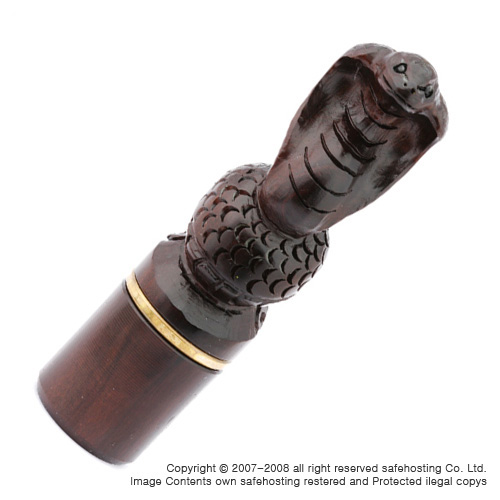 Copyright © 2007-2008 all right reserved safehosting Co. Ltd.
Image Contents own safehosting restered and Protected ilegal copys